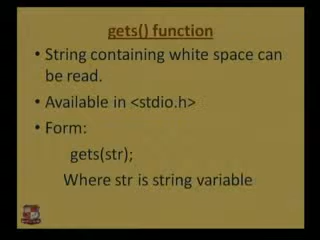 gets() function
• String containing white space can
be read.
• Available in <stdio.h>
• Form:
gets(str);
Where str is string variable